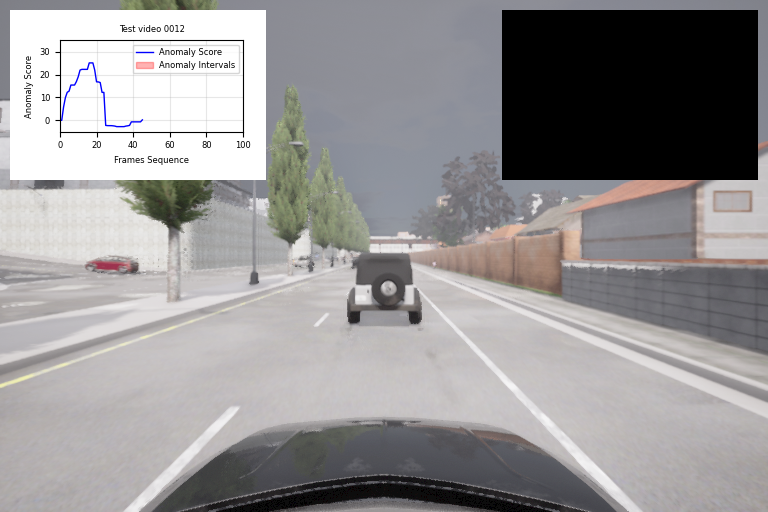 Test video 0012
Anomaly Score
Anomaly Intervals
Anomaly Score
30
20
10
0
0 20 40 60 80 100
Frames Sequence